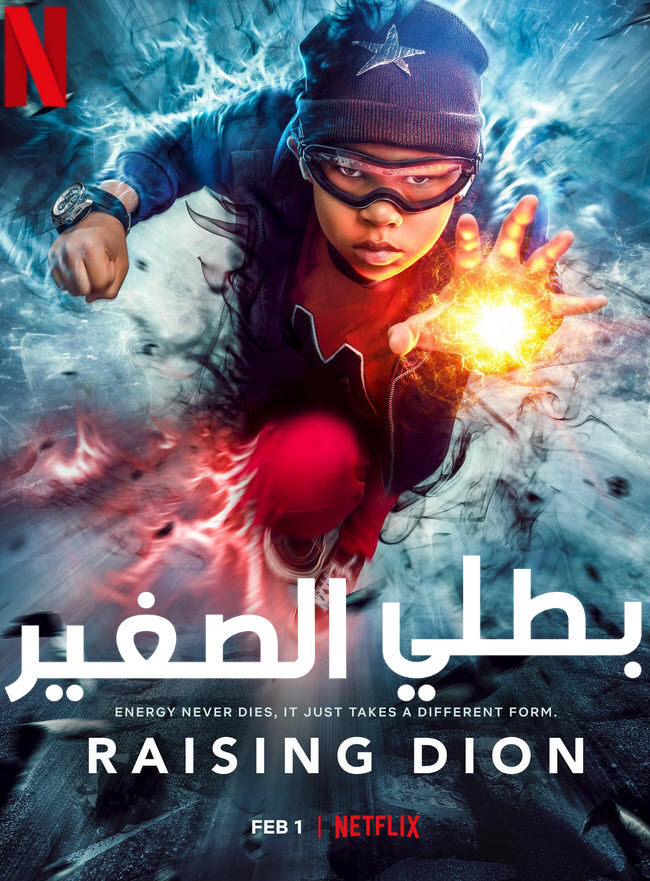 N
بطلي الصغير
ENERGY NEVER DIES, IT JUST TAKES A DIFFERENT FORM.
RAISING DION
FEB 1 | NETFLIX